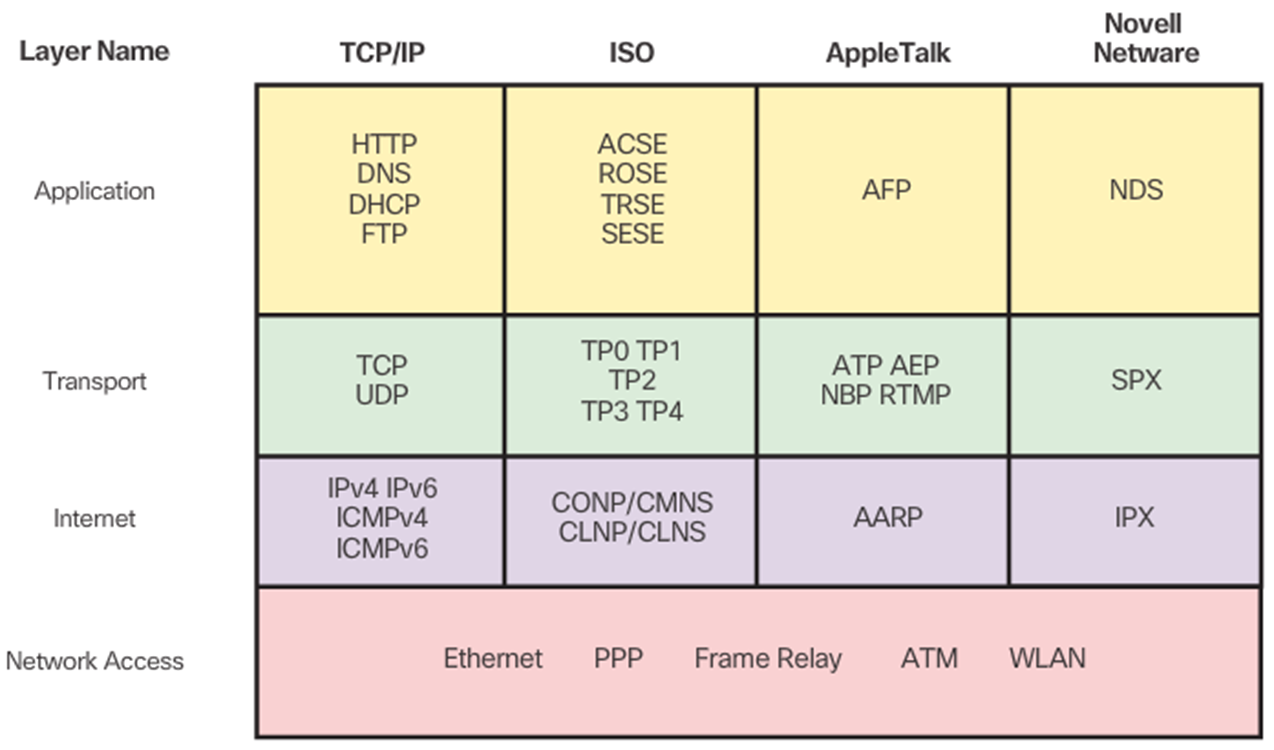 Layer Name
TCP/IP
ISO
AppleTalk
Novell
Netware
Application
HTTP
DNS
DHCP
FTP
ACSE
ROSE
TRSE
SESE
AFP
NDS
Transport
TCP
UDP
TP0 TP1
TP2
TP3 TP4
ATP AEP
NBP RTMP
SPX
Internet
IPv4 IPv6
ICMPv4
ICMPv6
CONP/CMNS
CLNP/CLNS
AARP
IPX
Network Access
Ethernet PPP Frame Relay ATM WLAN